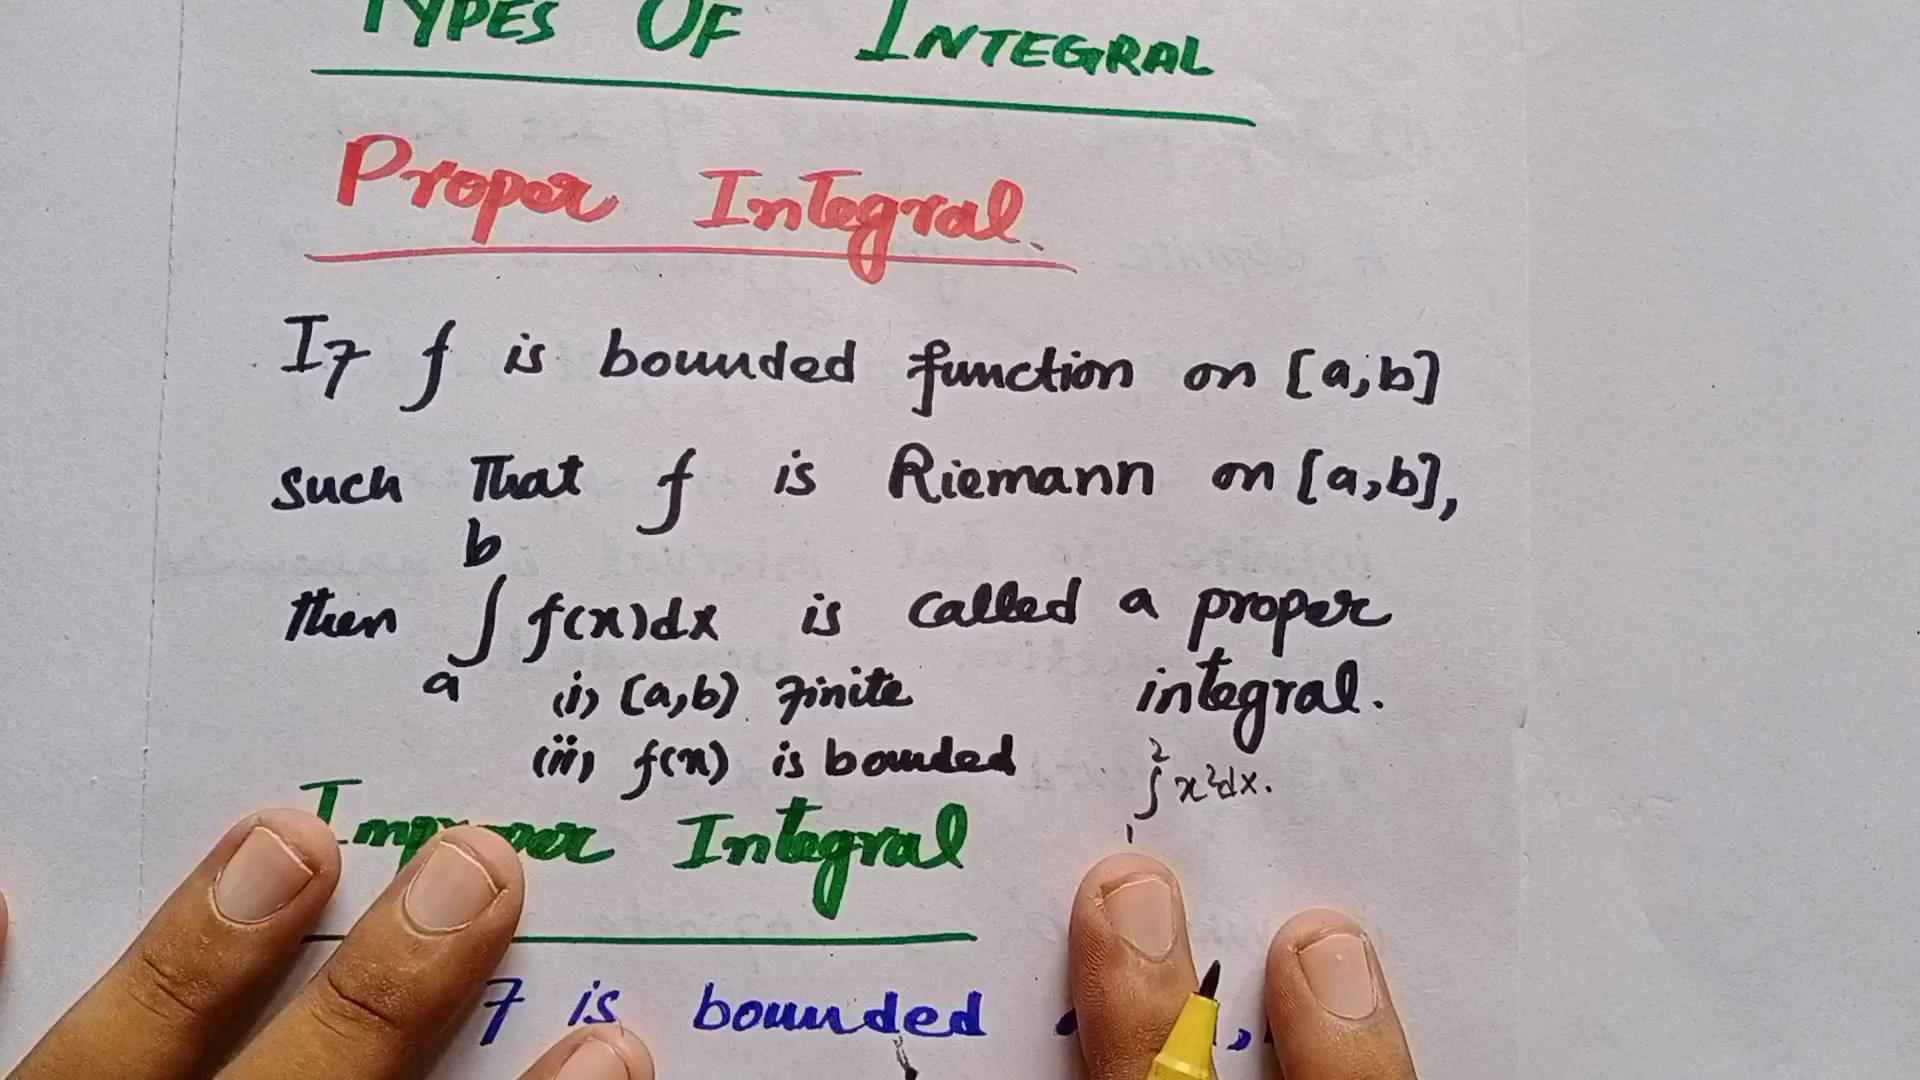 TYPES OF INTEGRAL
Proper Integral.
If f is bounded function on [a,b]
such that f is Riemann on [a,b],
then ∫_a^b f(x)dx is called a proper
integral.
(i) [a,b] finite
(ii) f(x) is bounded
∫_1^2 x²dx.
Improper Integral
f is bounded